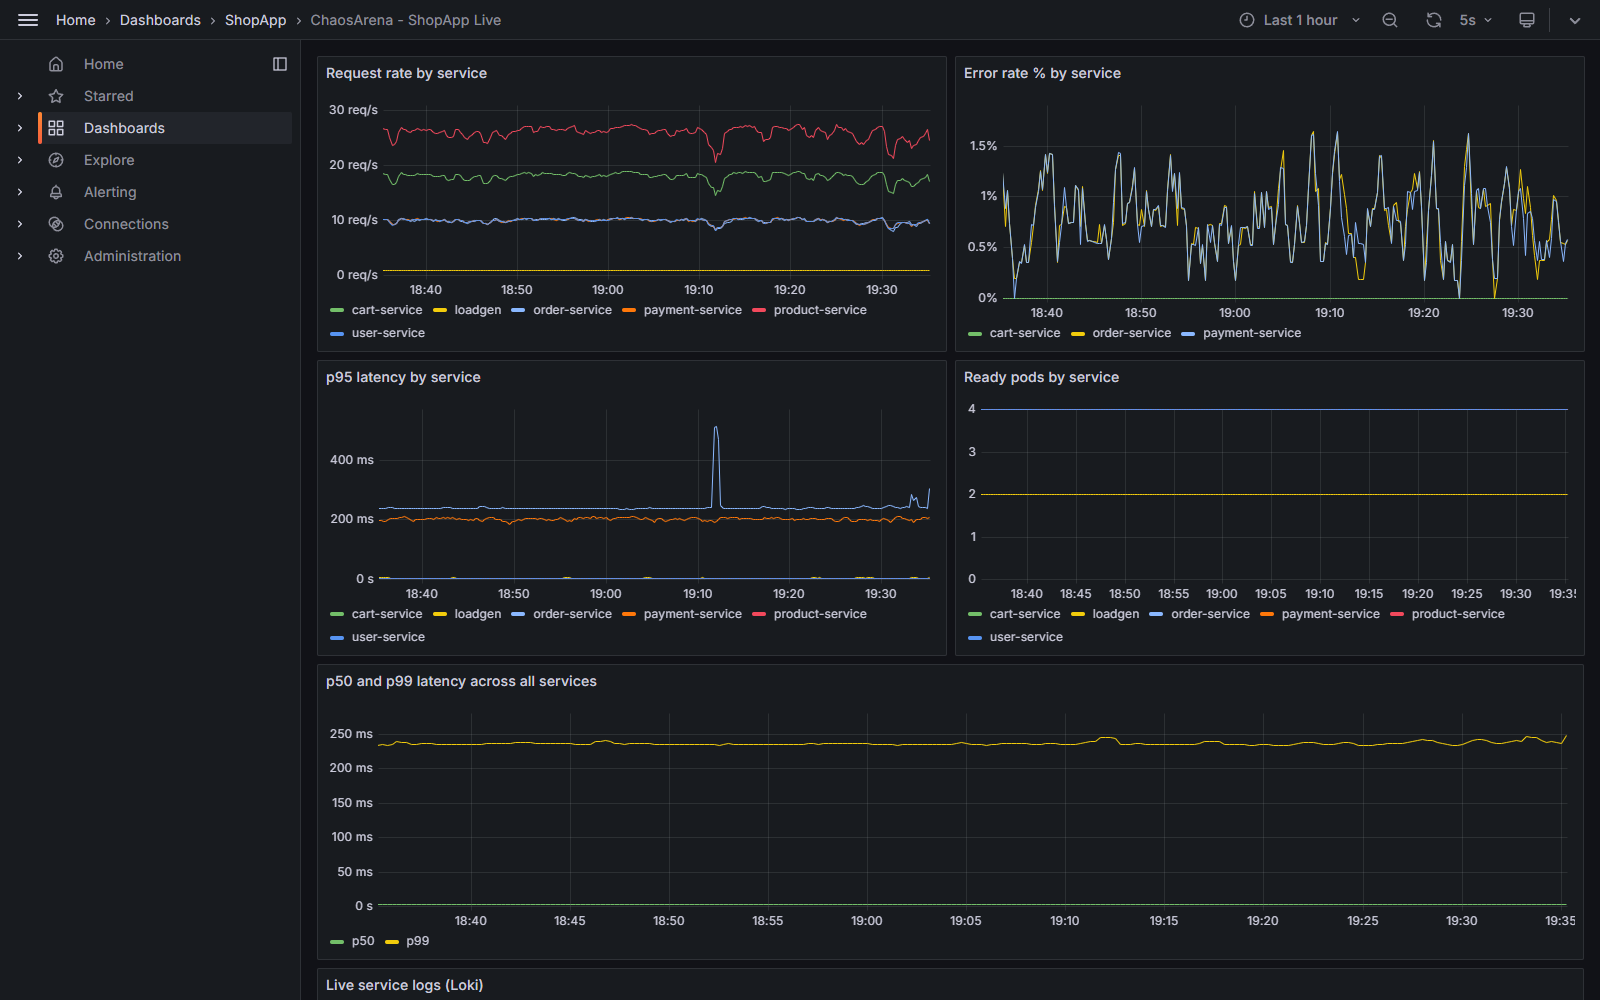 Home › Dashboards › ShopApp › ChaosArena - ShopApp Live
Last 1 hour
5s
Home
Starred
Dashboards
Explore
Alerting
Connections
Administration
Request rate by service
30 req/s
20 req/s
10 req/s
0 req/s
18:40 18:50 19:00 19:10 19:20 19:30
cart-service loadgen order-service payment-service product-service
user-service
Error rate % by service
1.5%
1%
0.5%
0%
18:40 18:50 19:00 19:10 19:20 19:30
cart-service order-service payment-service
p95 latency by service
400 ms
200 ms
0 s
18:40 18:50 19:00 19:10 19:20 19:30
cart-service loadgen order-service payment-service product-service
user-service
Ready pods by service
4
3
2
1
0
18:40 18:45 18:50 18:55 19:00 19:05 19:10 19:15 19:20 19:25 19:30 19:35
cart-service loadgen order-service payment-service product-service
user-service
p50 and p99 latency across all services
250 ms
200 ms
150 ms
100 ms
50 ms
0 s
18:40 18:45 18:50 18:55 19:00 19:05 19:10 19:15 19:20 19:25 19:30 19:35
p50 p99
Live service logs (Loki)